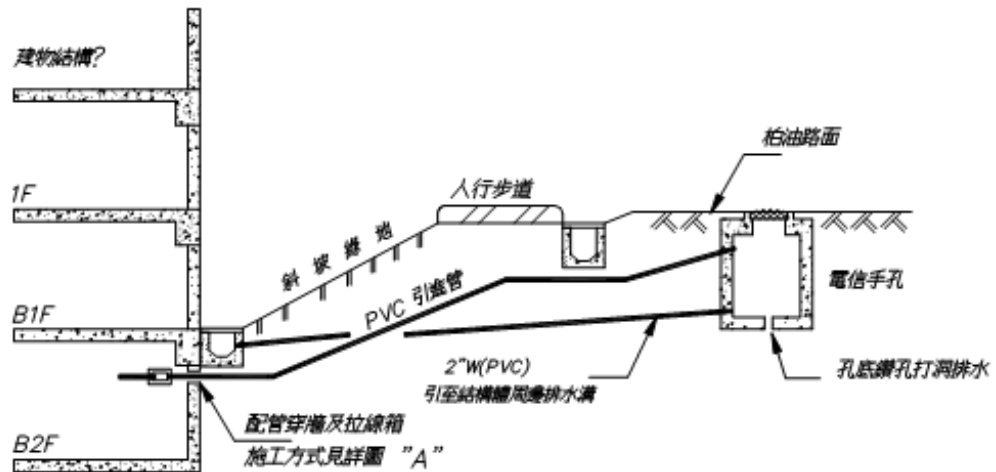 建物結構?
柏油路面
1F
人行步道
斜坡綠地
PVC 引進管
電信手孔
B1F
2"W(PVC)
引至結構體周邊排水溝
孔底鑽孔打洞排水
配管穿牆及拉線箱
施工方式見詳圖 "A"
B2F